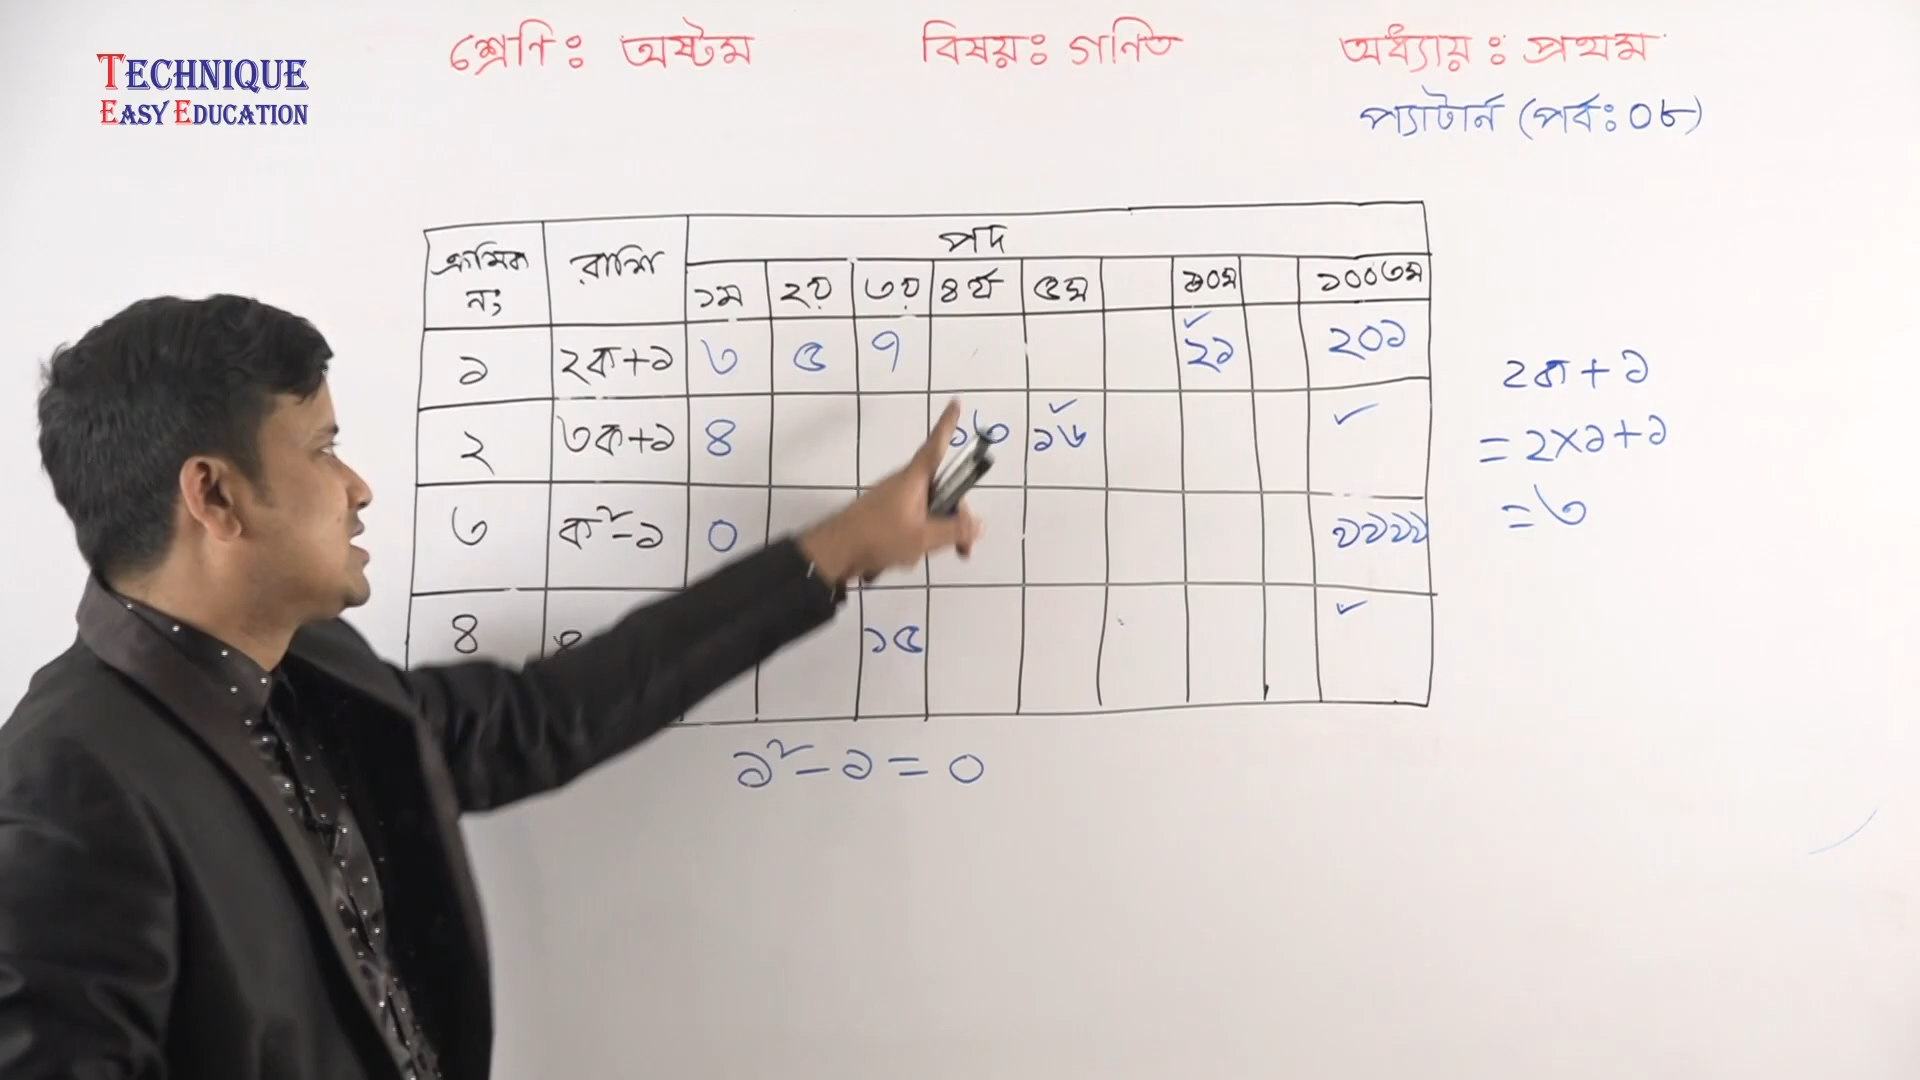 TECHNIQUE
EASY EDUCATION
শ্রেণি : অষ্টম বিষয়ঃ গণিত অধ্যায় : প্রথম
প্যাটার্ন (পর্ব : ০৮)
ক্রমিক নং রাশি পদ
১ম ২য় ৩য় ৪র্থ ৫ম ১০ম ১০০তম
১ ২ক+১ ৩ ৫ ৭ ২১ ২০১
২ ৩ক+১ ৪ ১৩ ১৬ ✓
৩ ক²-১ ০ ৯৯৯৯
৪ ১৫ ✓
২ক + ১
= ২×১+১
= ৩
১² - ১ = ০